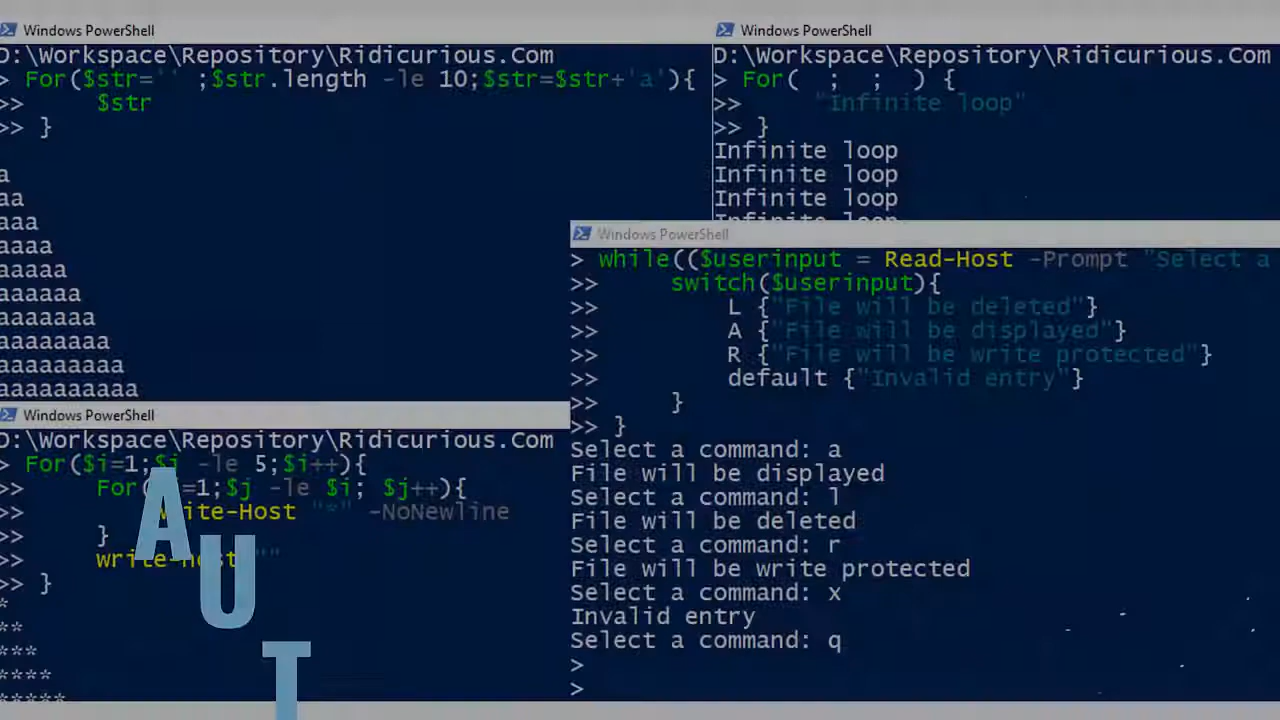 Windows PowerShell
D:\Workspace\Repository\Ridicurious.Com
> For($str='' ;$str.length -le 10;$str=$str+'a'){
>> $str
>> }
a
aa
aaa
aaaa
aaaaa
aaaaaa
aaaaaaa
aaaaaaaa
aaaaaaaaa
aaaaaaaaaa
Windows PowerShell
D:\Workspace\Repository\Ridicurious.Com
> For( ; ; ) {
>> "Infinite loop"
>> }
Infinite loop
Infinite loop
Infinite loop
Infinite loop
Windows PowerShell
> while(($userinput = Read-Host -Prompt "Select a
>> switch($userinput){
>> L {"File will be deleted"}
>> A {"File will be displayed"}
>> R {"File will be write protected"}
>> default {"Invalid entry"}
>> }
>> }
Select a command: a
File will be displayed
Select a command: l
File will be deleted
Select a command: r
File will be write protected
Select a command: x
Invalid entry
Select a command: q
>
>
Windows PowerShell
D:\Workspace\Repository\Ridicurious.Com
> For($i=1;$i -le 5;$i++){
>> For( =1;$j -le $i; $j++){
>> write-Host "*" -NoNewline
>> }
>> write-host ""
>> }
*
**
***
****
*****
A
U
T